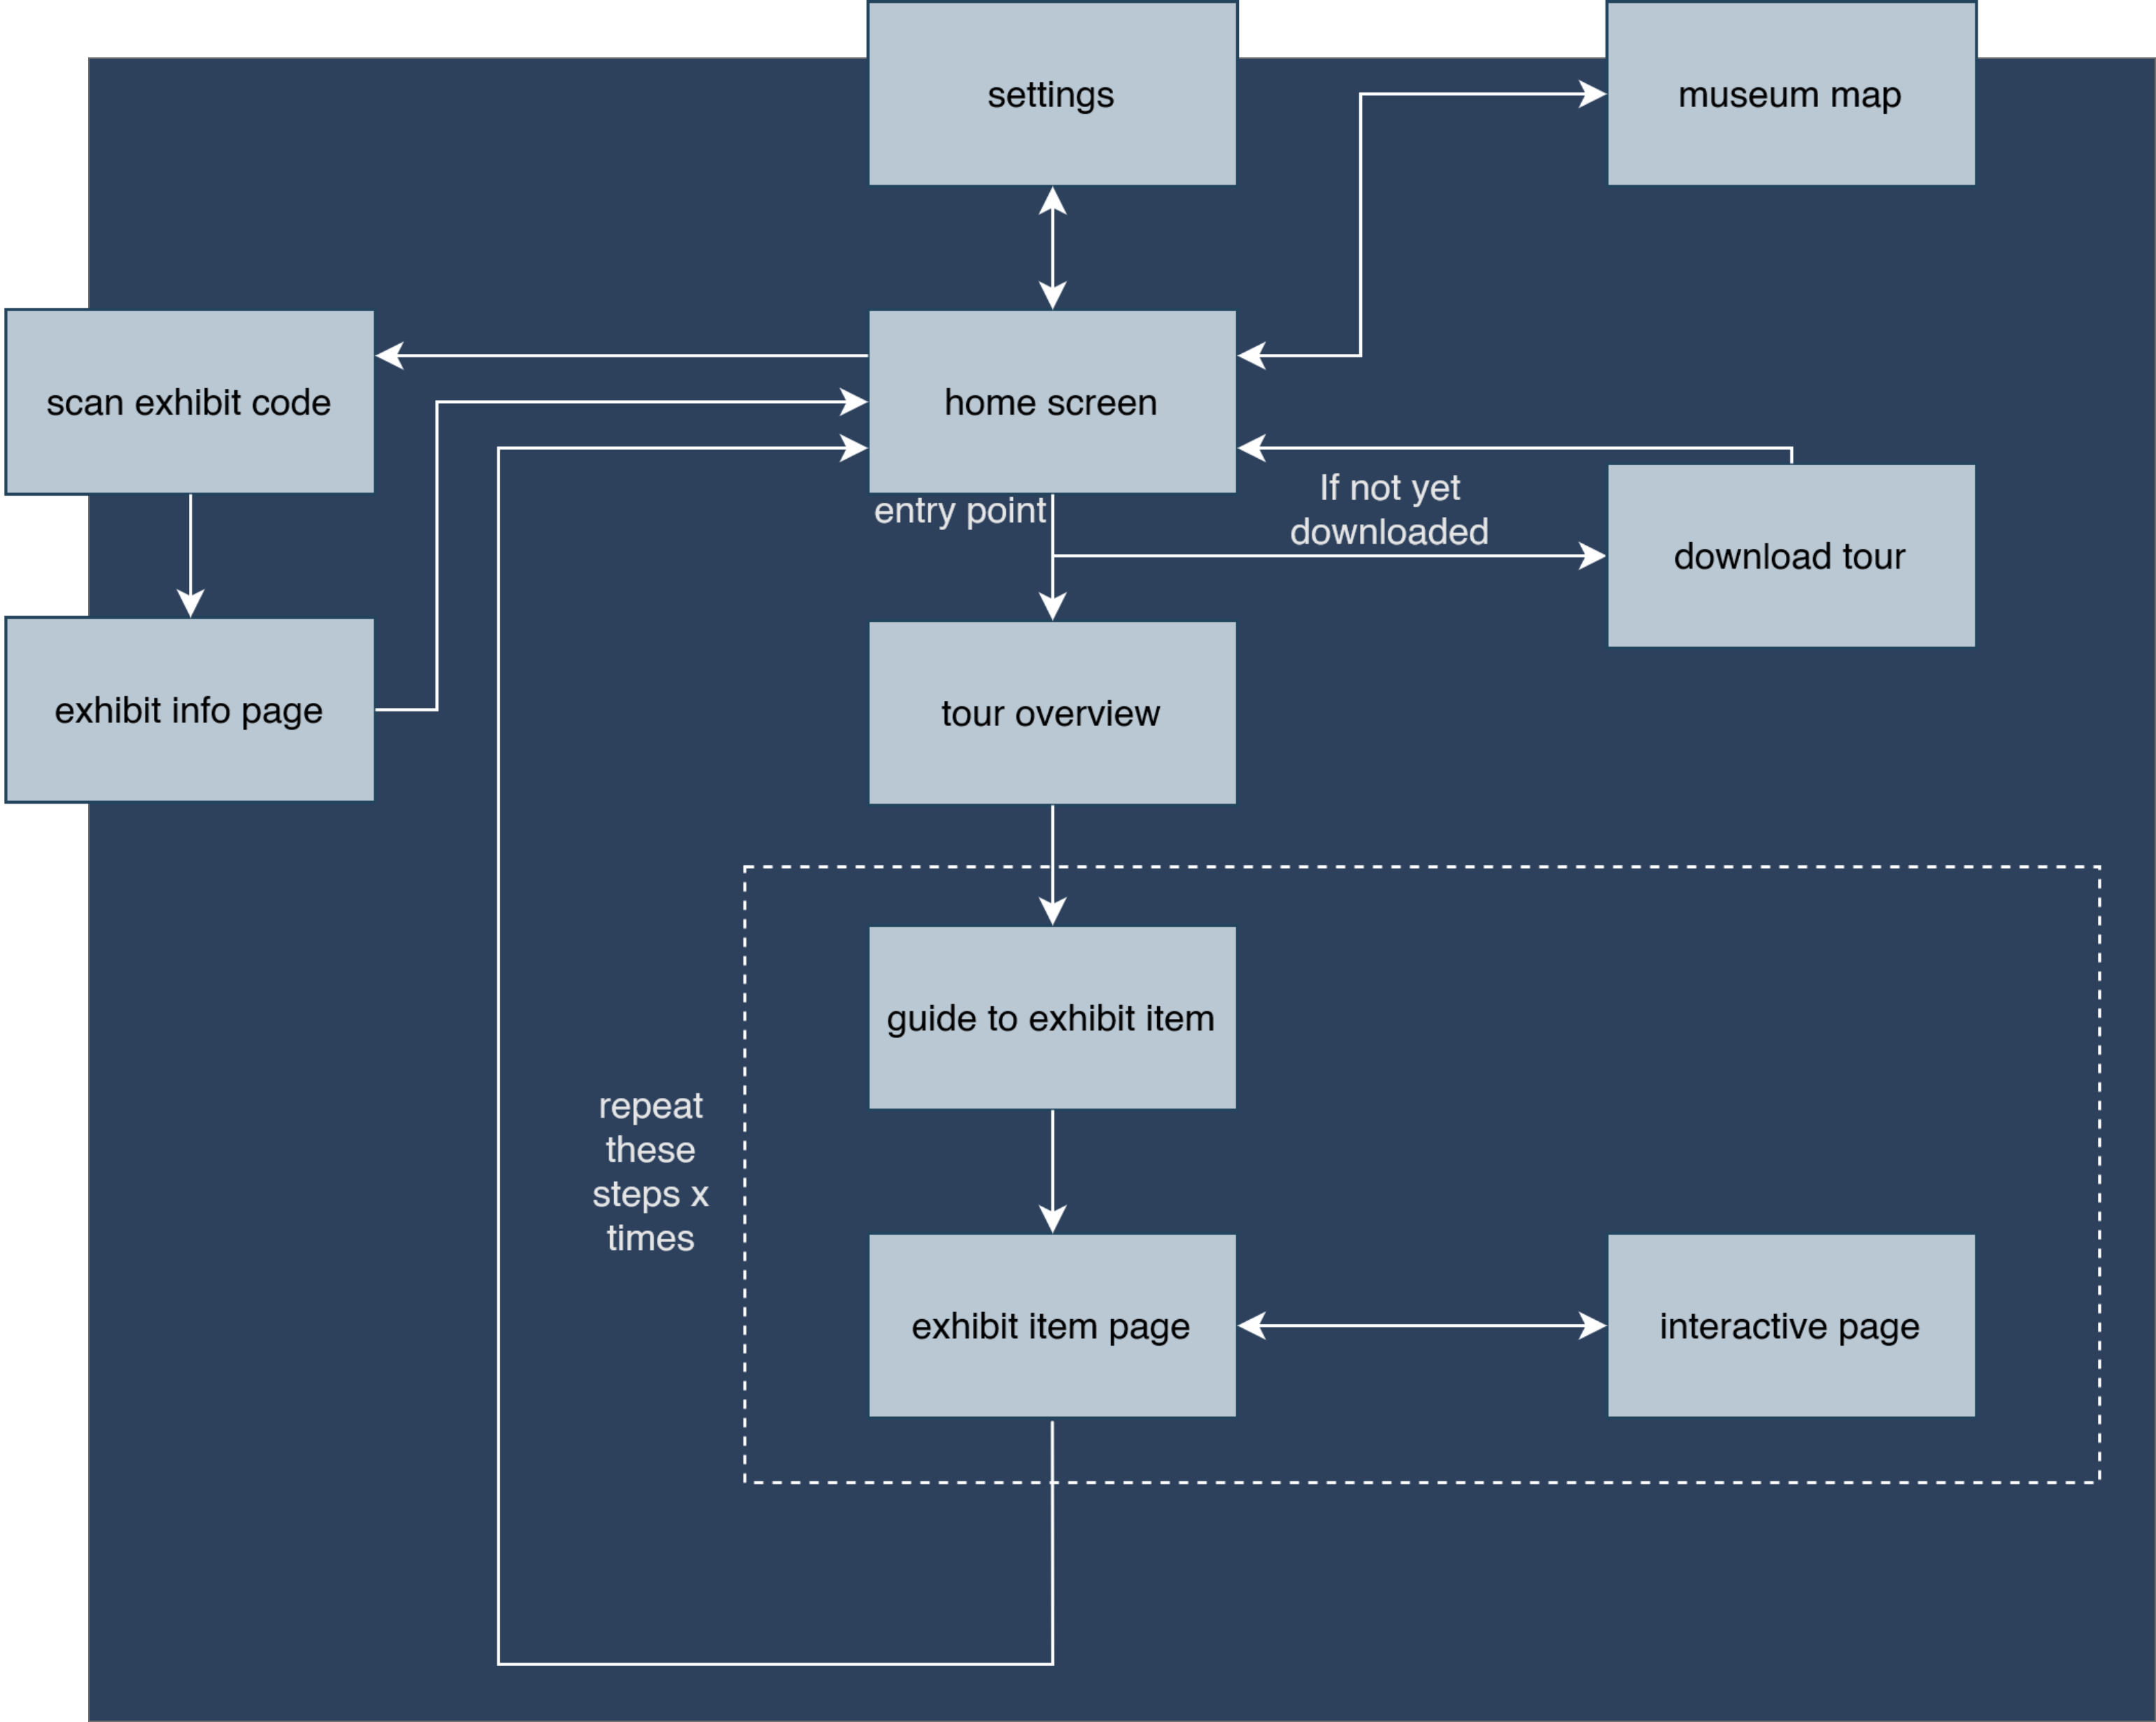 settings
museum map
scan exhibit code
home screen
entry point
If not yet
downloaded
download tour
exhibit info page
tour overview
guide to exhibit item
repeat
these
steps x
times
exhibit item page
interactive page